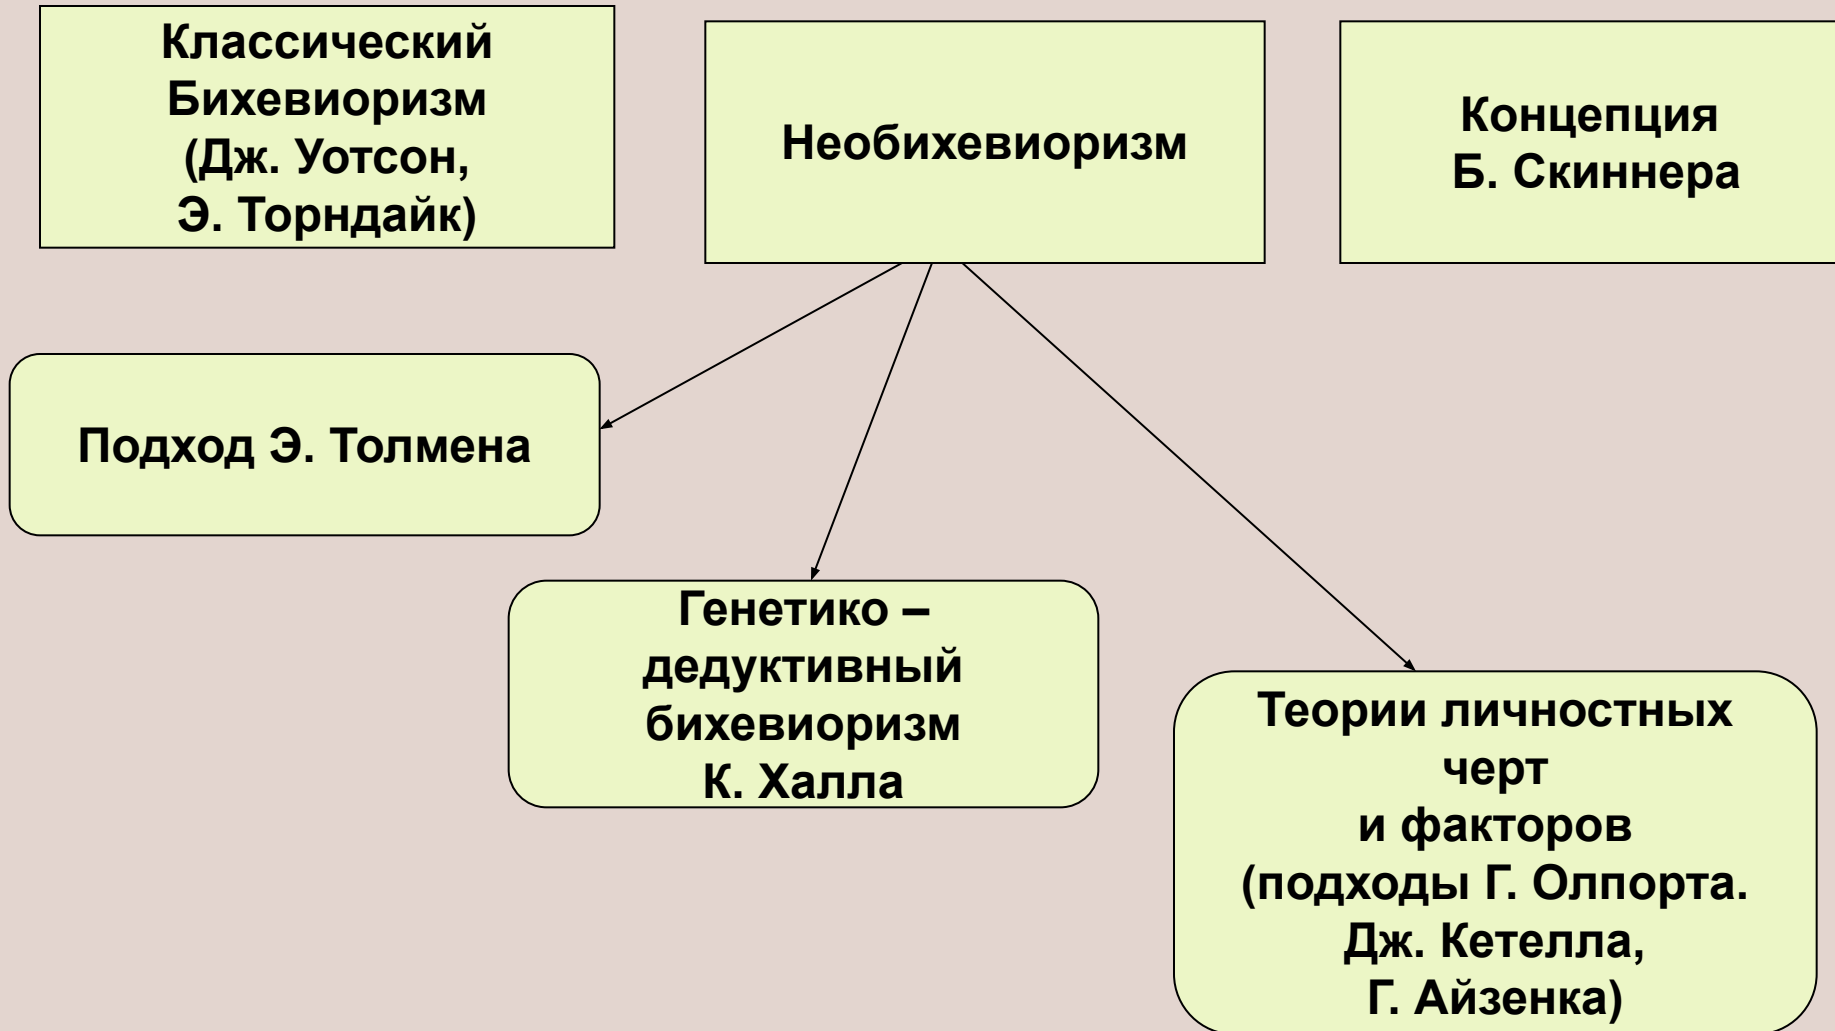 Классический
Бихевиоризм
(Дж. Уотсон,
Э. Торндайк)
Необихевиоризм
Концепция
Б. Скиннера
Подход Э. Толмена
Генетико –
дедуктивный
бихевиоризм
К. Халла
Теории личностных
черт
и факторов
(подходы Г. Олпорта.
Дж. Кетелла,
Г. Айзенка)